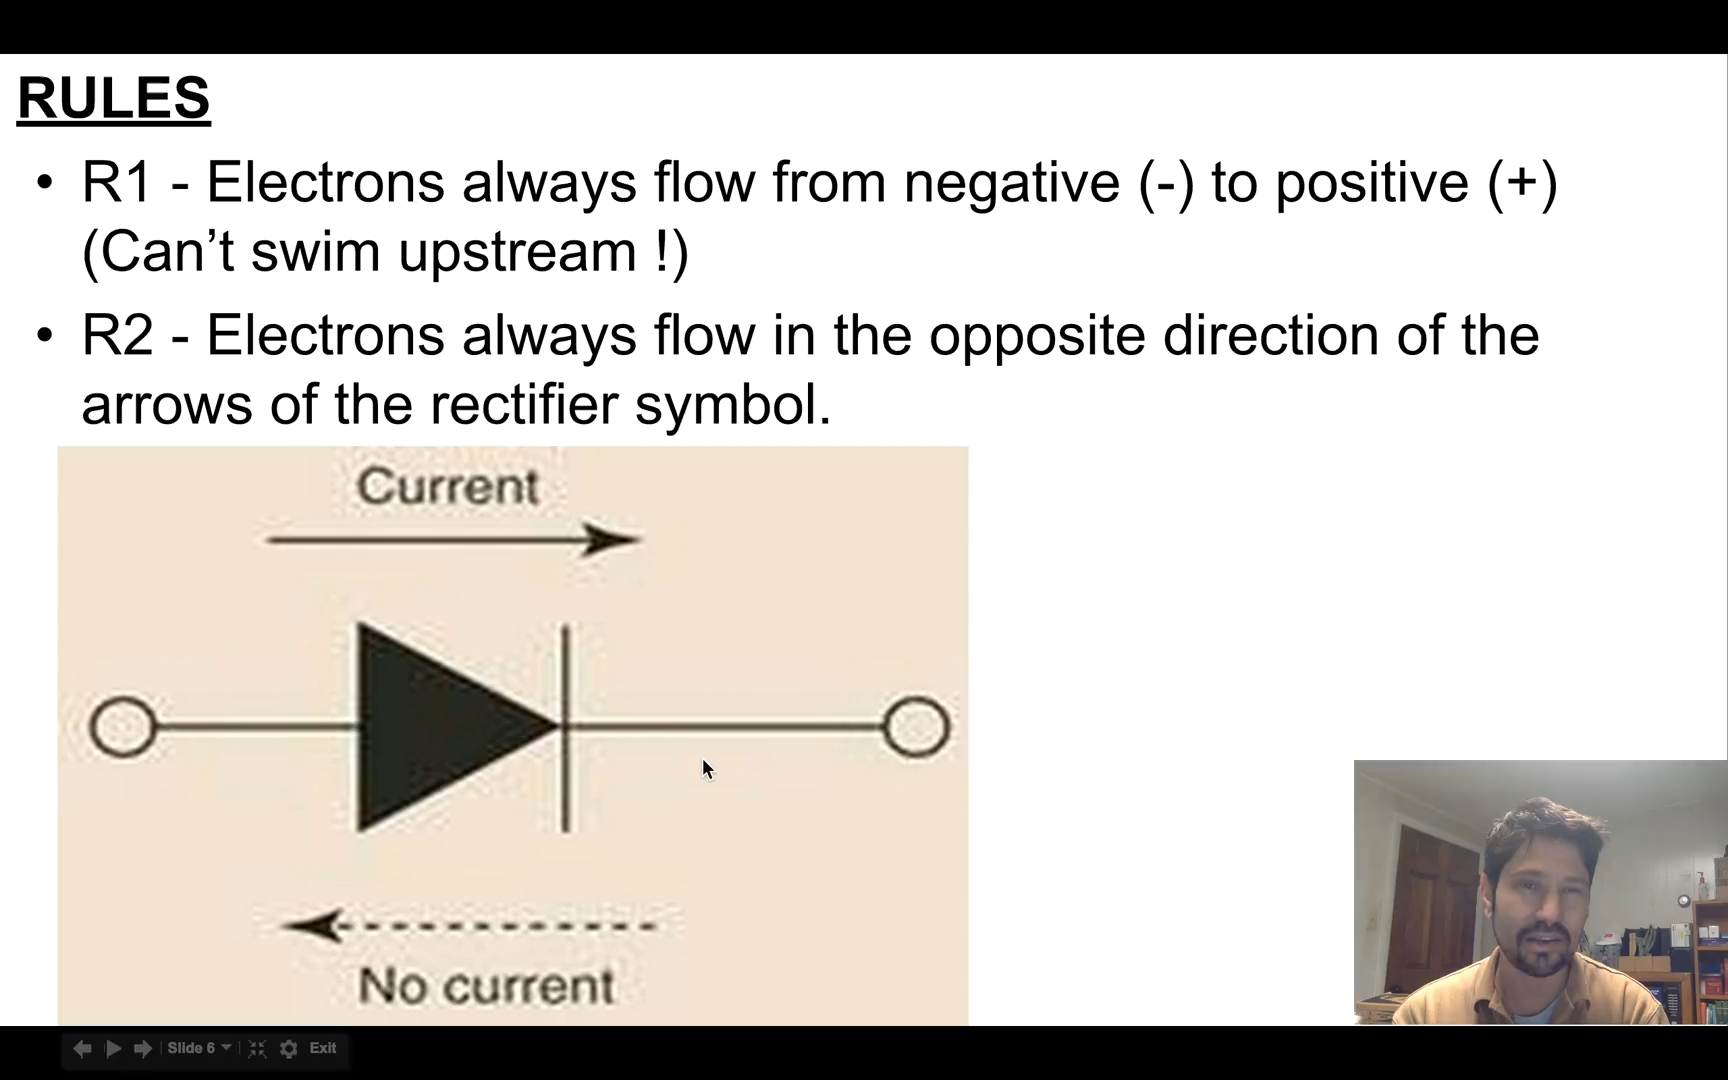 RULES
• R1 - Electrons always flow from negative (-) to positive (+)
(Can’t swim upstream !)
• R2 - Electrons always flow in the opposite direction of the
arrows of the rectifier symbol.
Current
No current
Slide 6
Exit